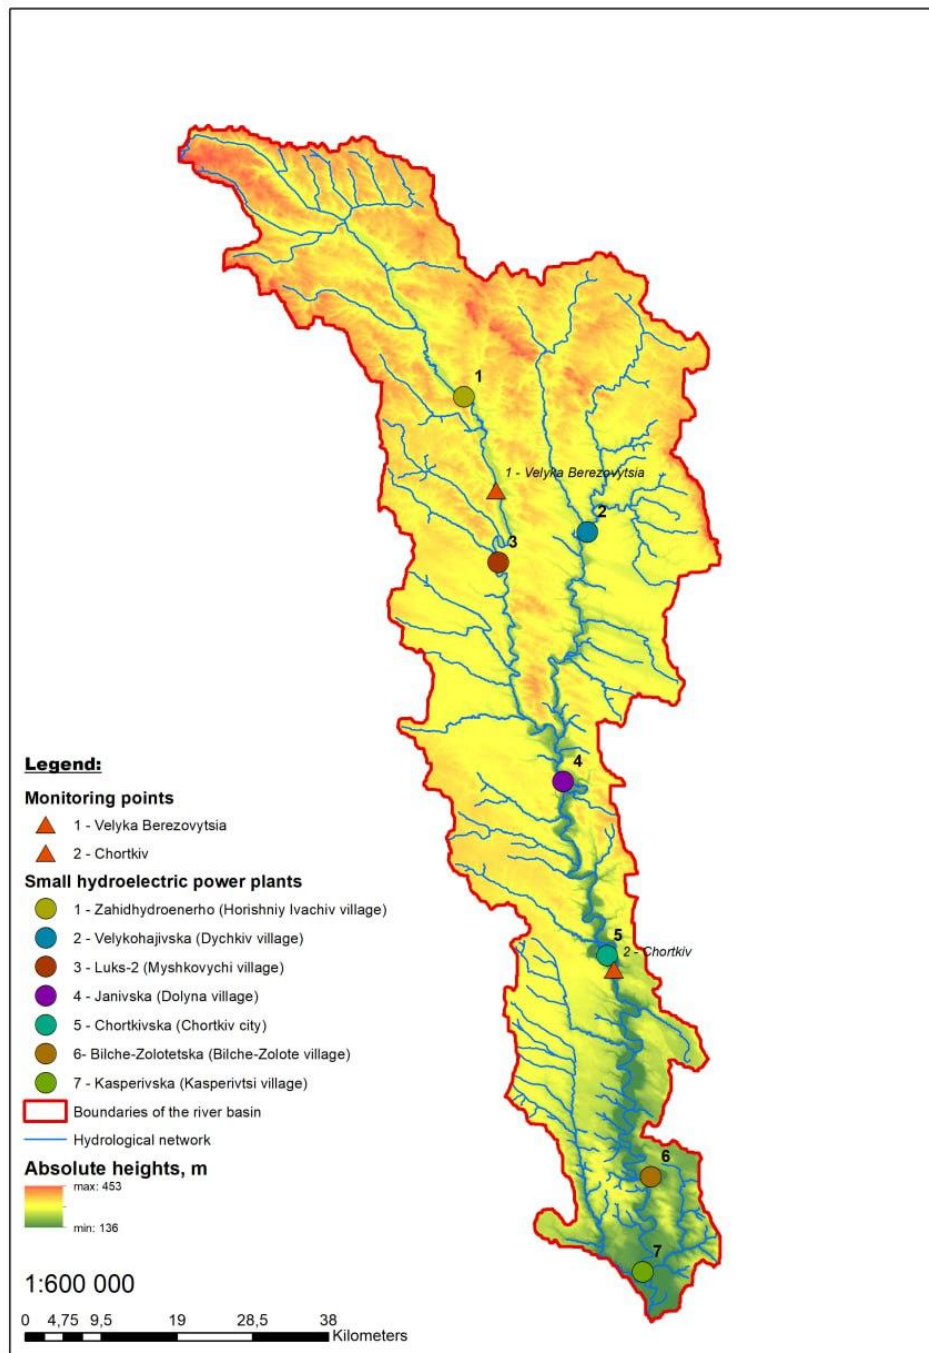 1
1 - Velyka Berezovytsia
2
3
4
5
2 - Chortkiv
6
7
Legend:
Monitoring points
1 - Velyka Berezovytsia
2 - Chortkiv
Small hydroelectric power plants
1 - Zahidhydroenerho (Horishniy Ivachiv village)
2 - Velykohajivska (Dychkiv village)
3 - Luks-2 (Myshkovychi village)
4 - Janivska (Dolyna village)
5 - Chortkivska (Chortkiv city)
6- Bilche-Zolotetska (Bilche-Zolote village)
7 - Kasperivska (Kasperivtsi village)
Boundaries of the river basin
Hydrological network
Absolute heights, m
max: 453
min: 136
1:600 000
0 4,75 9,5 19 28,5 38
Kilometers